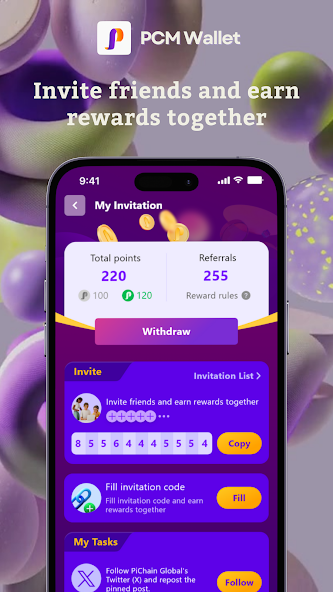 PCM Wallet
Invite friends and earn
rewards together
9:41
My Invitation
Total points
220
100 120
Referrals
255
Reward rules ?
Withdraw
Invite
Invitation List >
Invite friends and earn rewards together
8 5 5 6 4 4 4 5 5 5 4
Copy
Fill invitation code
Fill invitation code and earn
rewards together
Fill
My Tasks
Follow PiChain Global's
Twitter (X) and repost the
pinned post.
Follow